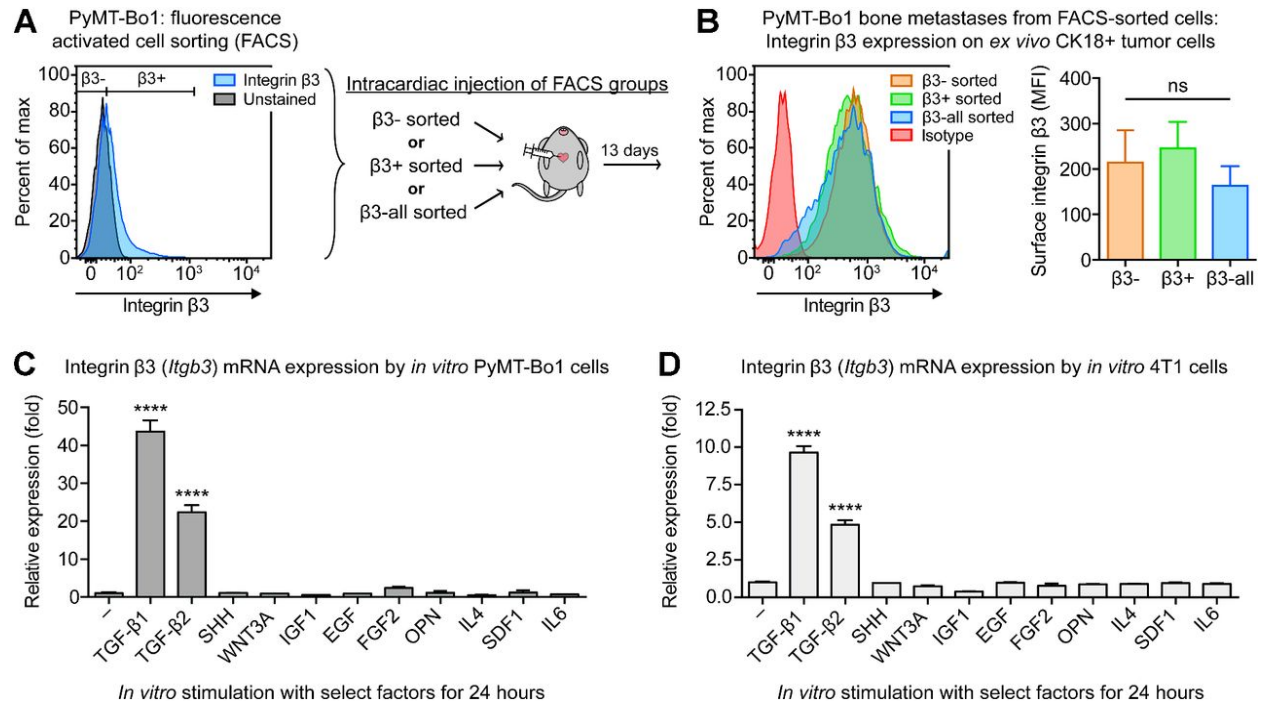 A
PyMT-Bo1: fluorescence
activated cell sorting (FACS)
β3-
β3+
Integrin β3
Unstained
Percent of max
100
80
60
40
20
0
0 10² 10³ 10⁴
Integrin β3
Intracardiac injection of FACS groups
β3- sorted
or
β3+ sorted
or
β3-all sorted
13 days
B
PyMT-Bo1 bone metastases from FACS-sorted cells:
Integrin β3 expression on ex vivo CK18+ tumor cells
β3- sorted
β3+ sorted
β3-all sorted
Isotype
Percent of max
100
80
60
40
20
0
0 10² 10³ 10⁴
Integrin β3
Surface integrin β3 (MFI)
400
300
200
100
0
ns
β3- β3+ β3-all
C
Integrin β3 (Itgb3) mRNA expression by in vitro PyMT-Bo1 cells
Relative expression (fold)
50
40
30
20
10
0
****
****
–
TGF-β1
TGF-β2
SHH
WNT3A
IGF1
EGF
FGF2
OPN
IL4
SDF1
IL6
In vitro stimulation with select factors for 24 hours
D
Integrin β3 (Itgb3) mRNA expression by in vitro 4T1 cells
Relative expression (fold)
12.5
10.0
7.5
5.0
2.5
0.0
****
****
–
TGF-β1
TGF-β2
SHH
WNT3A
IGF1
EGF
FGF2
OPN
IL4
SDF1
IL6
In vitro stimulation with select factors for 24 hours